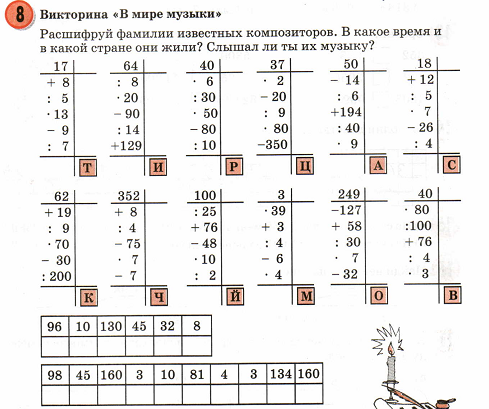 8 Викторина «В мире музыки»
Расшифруй фамилии известных композиторов. В какое время и
в какой стране они жили? Слышал ли ты их музыку?
17 64 40 37 50 18
+ 8 : 8 · 6 · 2 − 14 +12
: 5 ·20 :30 − 20 : 6 : 5
·13 −90 · 50 : 9 +194 · 7
− 9 :14 −80 · 80 :40 −26
: 7 +129 : 10 −350 · 9 : 4
Т И Р Ц А С
62 352 100 3 249 40
+ 19 + 8 : 25 · 39 −127 · 80
: 9 : 4 + 76 + 3 + 58 :100
· 70 −75 − 48 : 4 : 30 +76
− 30 · 7 ·10 − 6 · 7 : 4
: 200 − 7 : 2 · 4 −32 · 3
К Ч Й М О В
96 10 130 45 32 8
98 45 160 3 10 81 4 3 134 160